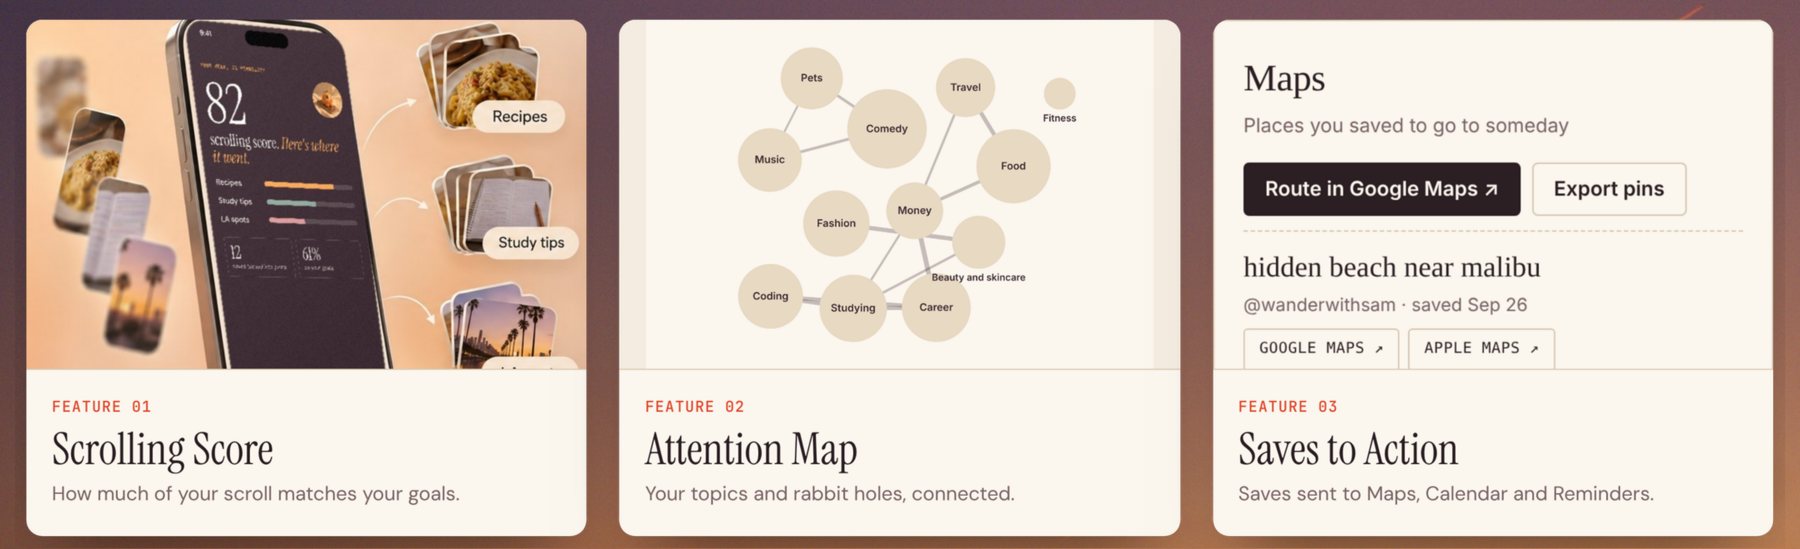 9:41
82
scrolling score. Here's where
it went.
Recipes
Study tips
LA spots
12
61%
Recipes
Study tips
Pets
Travel
Fitness
Comedy
Music
Food
Money
Fashion
Beauty and skincare
Coding
Studying
Career
Maps
Places you saved to go to someday
Route in Google Maps ↗
Export pins
hidden beach near malibu
@wanderwithsam · saved Sep 26
GOOGLE MAPS ↗
APPLE MAPS ↗
FEATURE 01
Scrolling Score
How much of your scroll matches your goals.
FEATURE 02
Attention Map
Your topics and rabbit holes, connected.
FEATURE 03
Saves to Action
Saves sent to Maps, Calendar and Reminders.